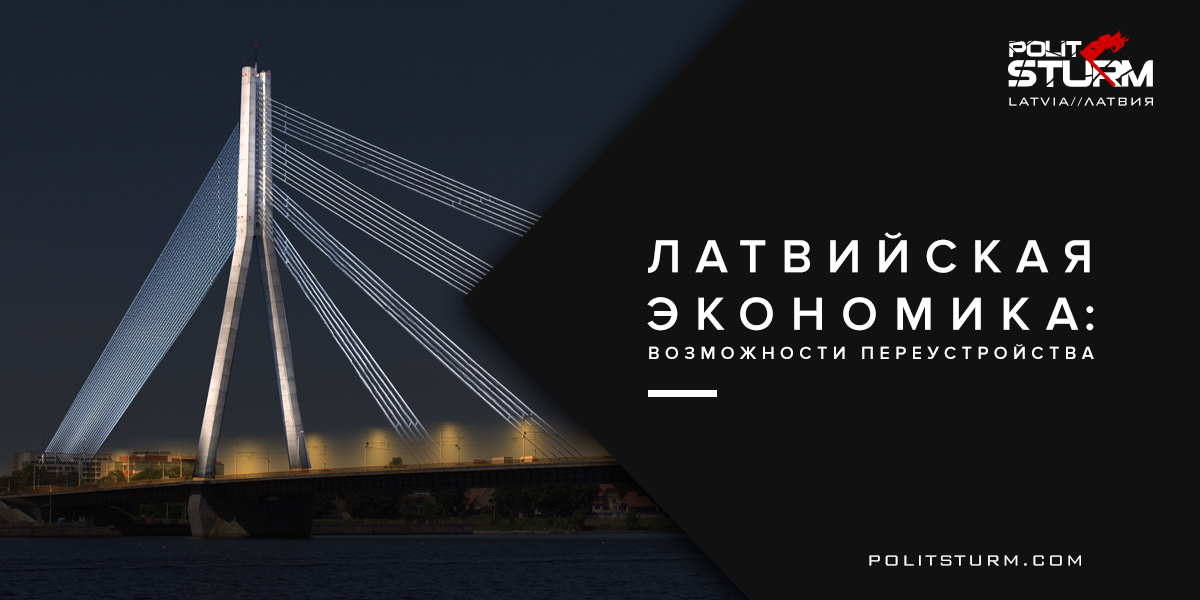 POLIT
STURM
LATVIA//ЛАТВИЯ
ЛАТВИЙСКАЯ
ЭКОНОМИКА:
ВОЗМОЖНОСТИ ПЕРЕУСТРОЙСТВА
POLITSTURM.COM